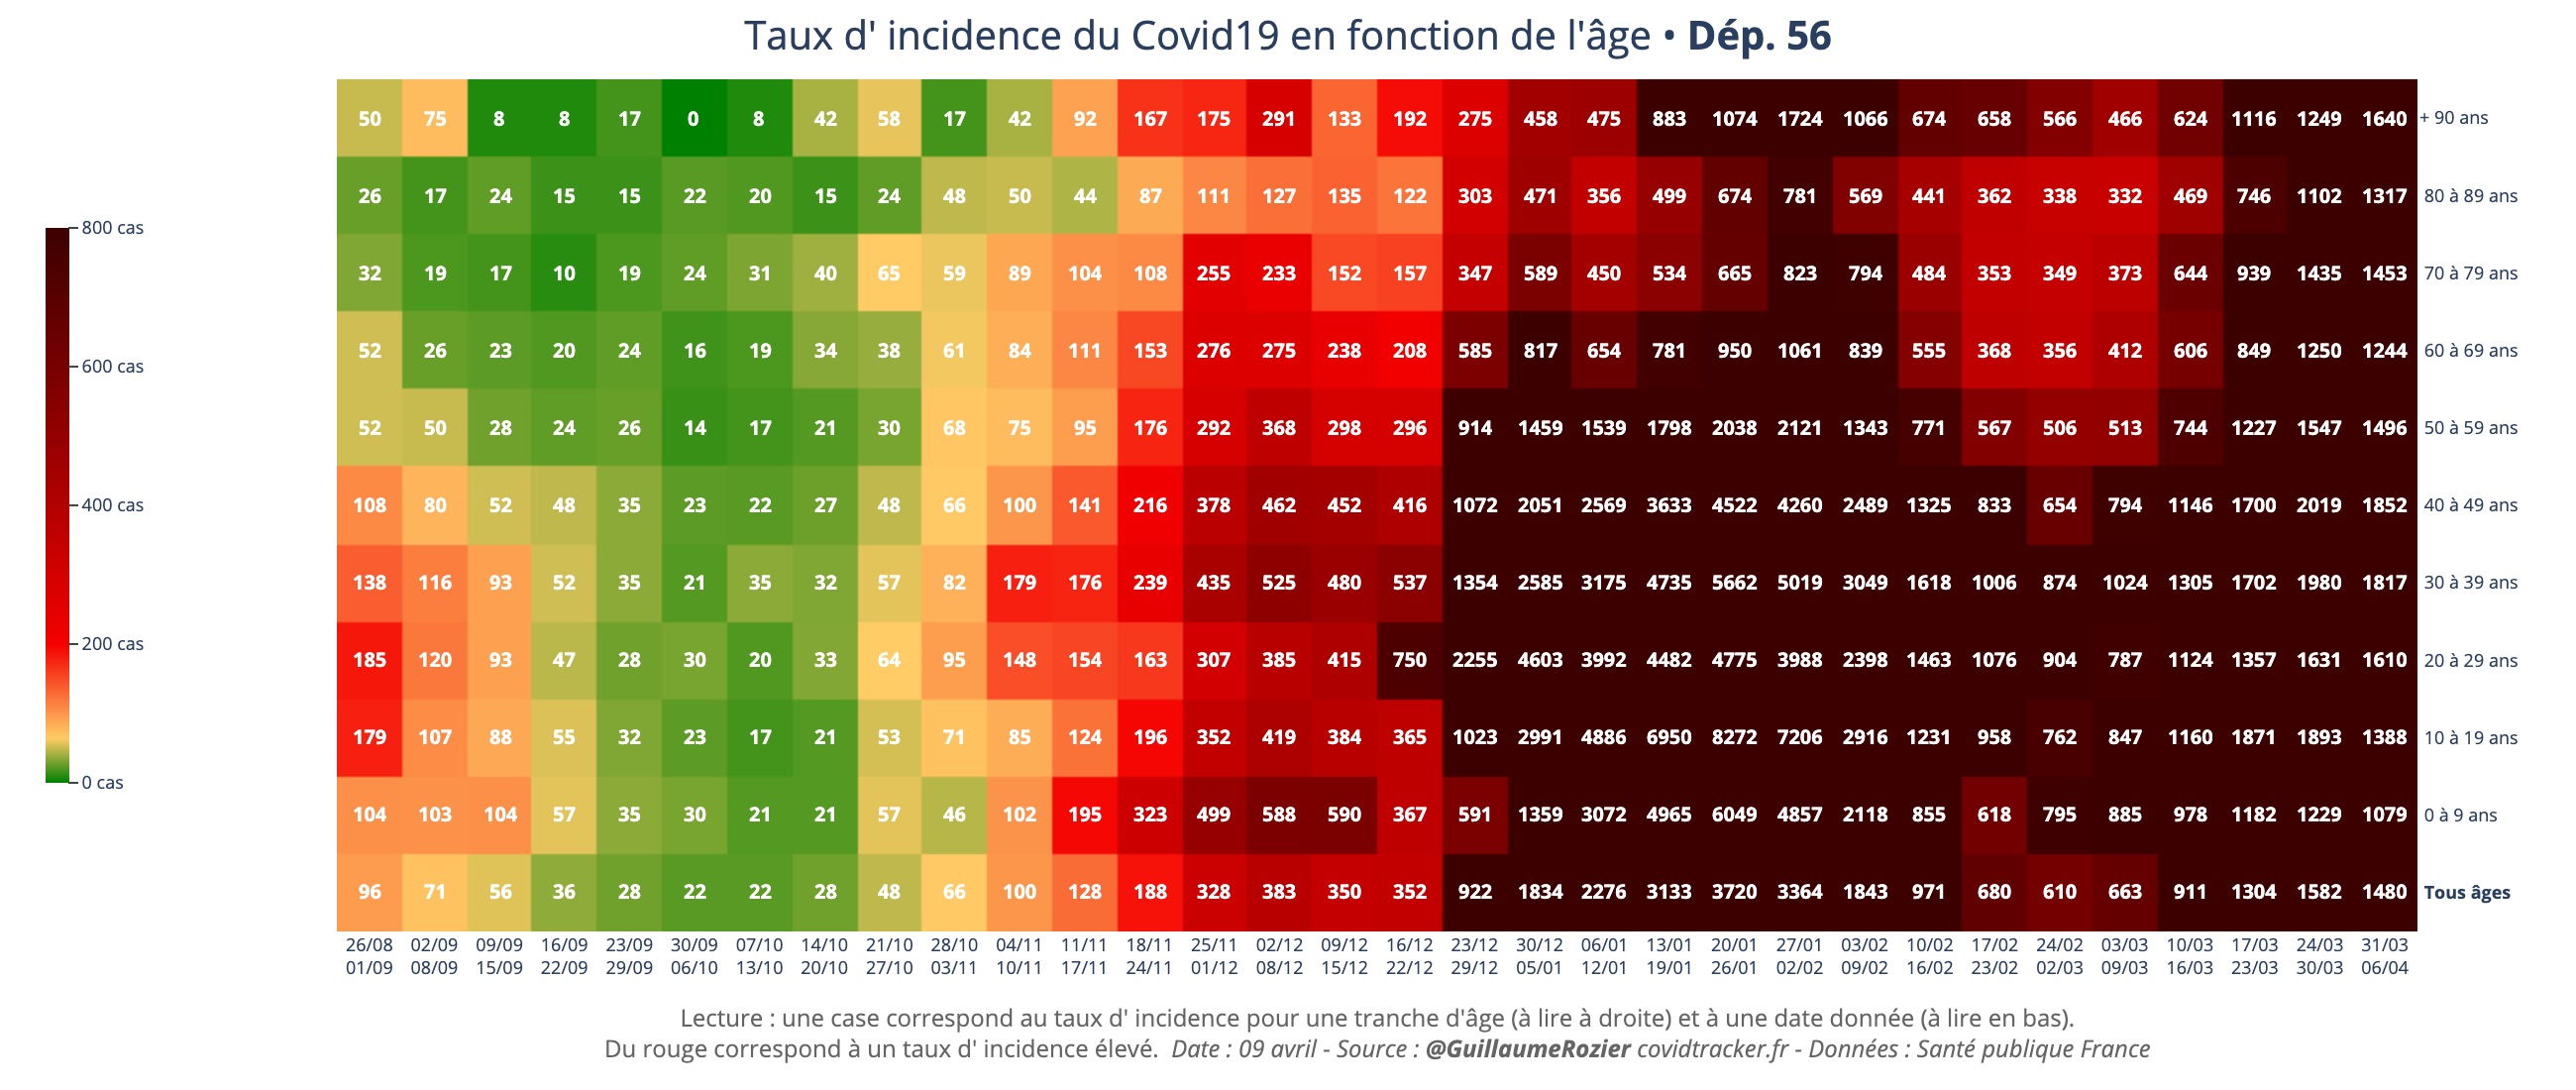 Taux d' incidence du Covid19 en fonction de l'âge • Dép. 56
800 cas
600 cas
400 cas
200 cas
0 cas
50 75 8 8 17 0 8 42 58 17 42 92 167 175 291 133 192 275 458 475 883 1074 1724 1066 674 658 566 466 624 1116 1249 1640 + 90 ans
26 17 24 15 15 22 20 15 24 48 50 44 87 111 127 135 122 303 471 356 499 674 781 569 441 362 338 332 469 746 1102 1317 80 à 89 ans
32 19 17 10 19 24 31 40 65 59 89 104 108 255 233 152 157 347 589 450 534 665 823 794 484 353 349 373 644 939 1435 1453 70 à 79 ans
52 26 23 20 24 16 19 34 38 61 84 111 153 276 275 238 208 585 817 654 781 950 1061 839 555 368 356 412 606 849 1250 1244 60 à 69 ans
52 50 28 24 26 14 17 21 30 68 75 95 176 292 368 298 296 914 1459 1539 1798 2038 2121 1343 771 567 506 513 744 1227 1547 1496 50 à 59 ans
108 80 52 48 35 23 22 27 48 66 100 141 216 378 462 452 416 1072 2051 2569 3633 4522 4260 2489 1325 833 654 794 1146 1700 2019 1852 40 à 49 ans
138 116 93 52 35 21 35 32 57 82 179 176 239 435 525 480 537 1354 2585 3175 4735 5662 5019 3049 1618 1006 874 1024 1305 1702 1980 1817 30 à 39 ans
185 120 93 47 28 30 20 33 64 95 148 154 163 307 385 415 750 2255 4603 3992 4482 4775 3988 2398 1463 1076 904 787 1124 1357 1631 1610 20 à 29 ans
179 107 88 55 32 23 17 21 53 71 85 124 196 352 419 384 365 1023 2991 4886 6950 8272 7206 2916 1231 958 762 847 1160 1871 1893 1388 10 à 19 ans
104 103 104 57 35 30 21 21 57 46 102 195 323 499 588 590 367 591 1359 3072 4965 6049 4857 2118 855 618 795 885 978 1182 1229 1079 0 à 9 ans
96 71 56 36 28 22 22 28 48 66 100 128 188 328 383 350 352 922 1834 2276 3133 3720 3364 1843 971 680 610 663 911 1304 1582 1480 Tous âges
26/08 02/09 09/09 16/09 23/09 30/09 07/10 14/10 21/10 28/10 04/11 11/11 18/11 25/11 02/12 09/12 16/12 23/12 30/12 06/01 13/01 20/01 27/01 03/02 10/02 17/02 24/02 03/03 10/03 17/03 24/03 31/03
01/09 08/09 15/09 22/09 29/09 06/10 13/10 20/10 27/10 03/11 10/11 17/11 24/11 01/12 08/12 15/12 22/12 29/12 05/01 12/01 19/01 26/01 02/02 09/02 16/02 23/02 02/03 09/03 16/03 23/03 30/03 06/04
Lecture : une case correspond au taux d' incidence pour une tranche d'âge (à lire à droite) et à une date donnée (à lire en bas).
Du rouge correspond à un taux d' incidence élevé. Date : 09 avril - Source : @GuillaumeRozier covidtracker.fr - Données : Santé publique France